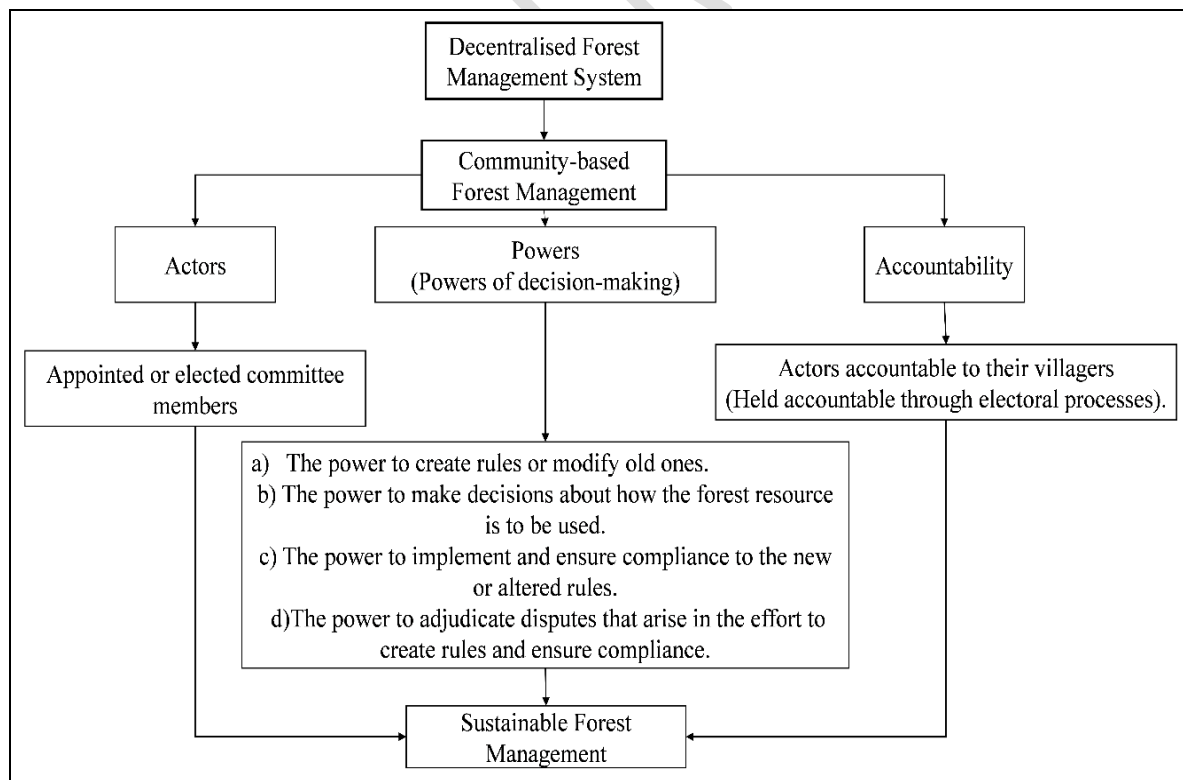 Decentralised Forest
Management System
Community-based
Forest Management
Actors
Powers
(Powers of decision-making)
Accountability
Appointed or elected committee
members
Actors accountable to their villagers
(Held accountable through electoral processes).
a) The power to create rules or modify old ones.
b) The power to make decisions about how the forest resource
is to be used.
c) The power to implement and ensure compliance to the new
or altered rules.
d)The power to adjudicate disputes that arise in the effort to
create rules and ensure compliance.
Sustainable Forest
Management